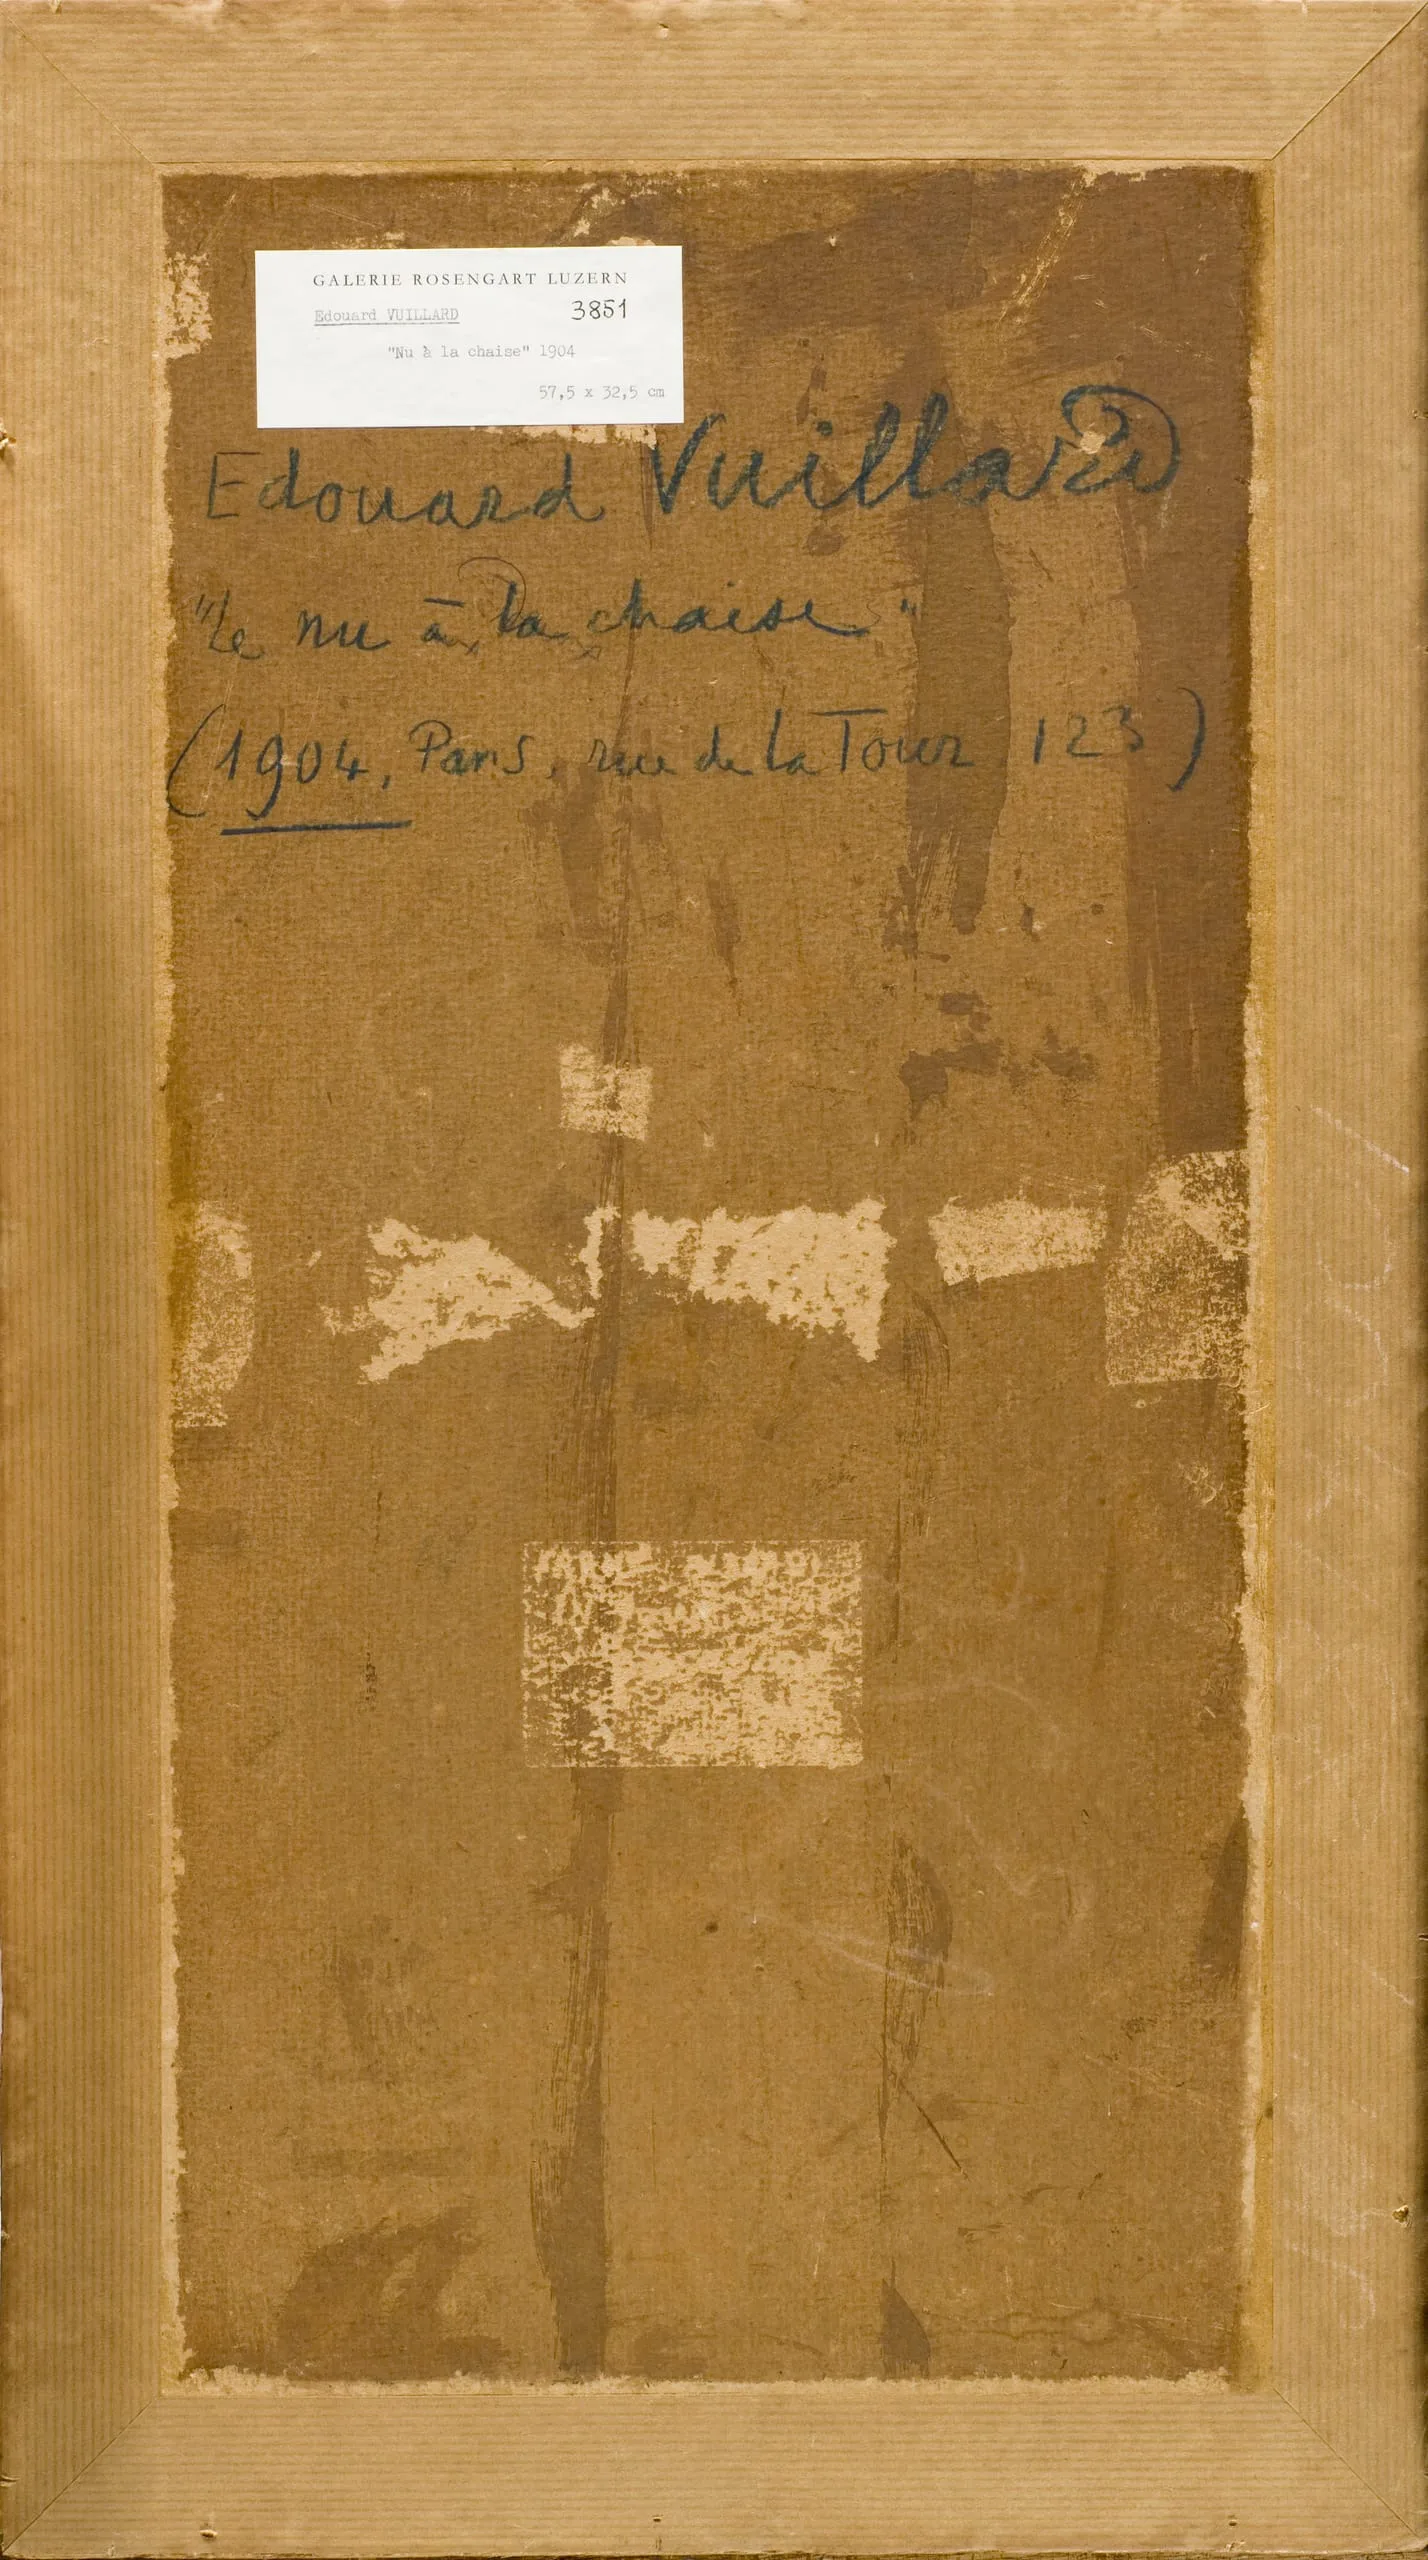 GALERIE ROSENGART LUZERN
Edouard VUILLARD 3851
"Nu à la chaise" 1904
57,5 x 32,5 cm
Edouard Vuillard
"Le nu à la chaise"
(1904, Paris, rue de la Tour 123)